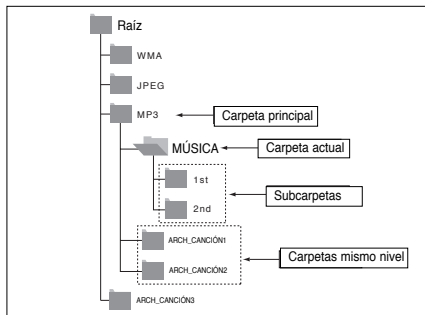 Raíz
WMA
JPEG
MP3
Carpeta principal
MÚSICA
Carpeta actual
1st
2nd
Subcarpetas
ARCH_CANCIÓN1
ARCH_CANCIÓN2
Carpetas mismo nivel
ARCH_CANCIÓN3